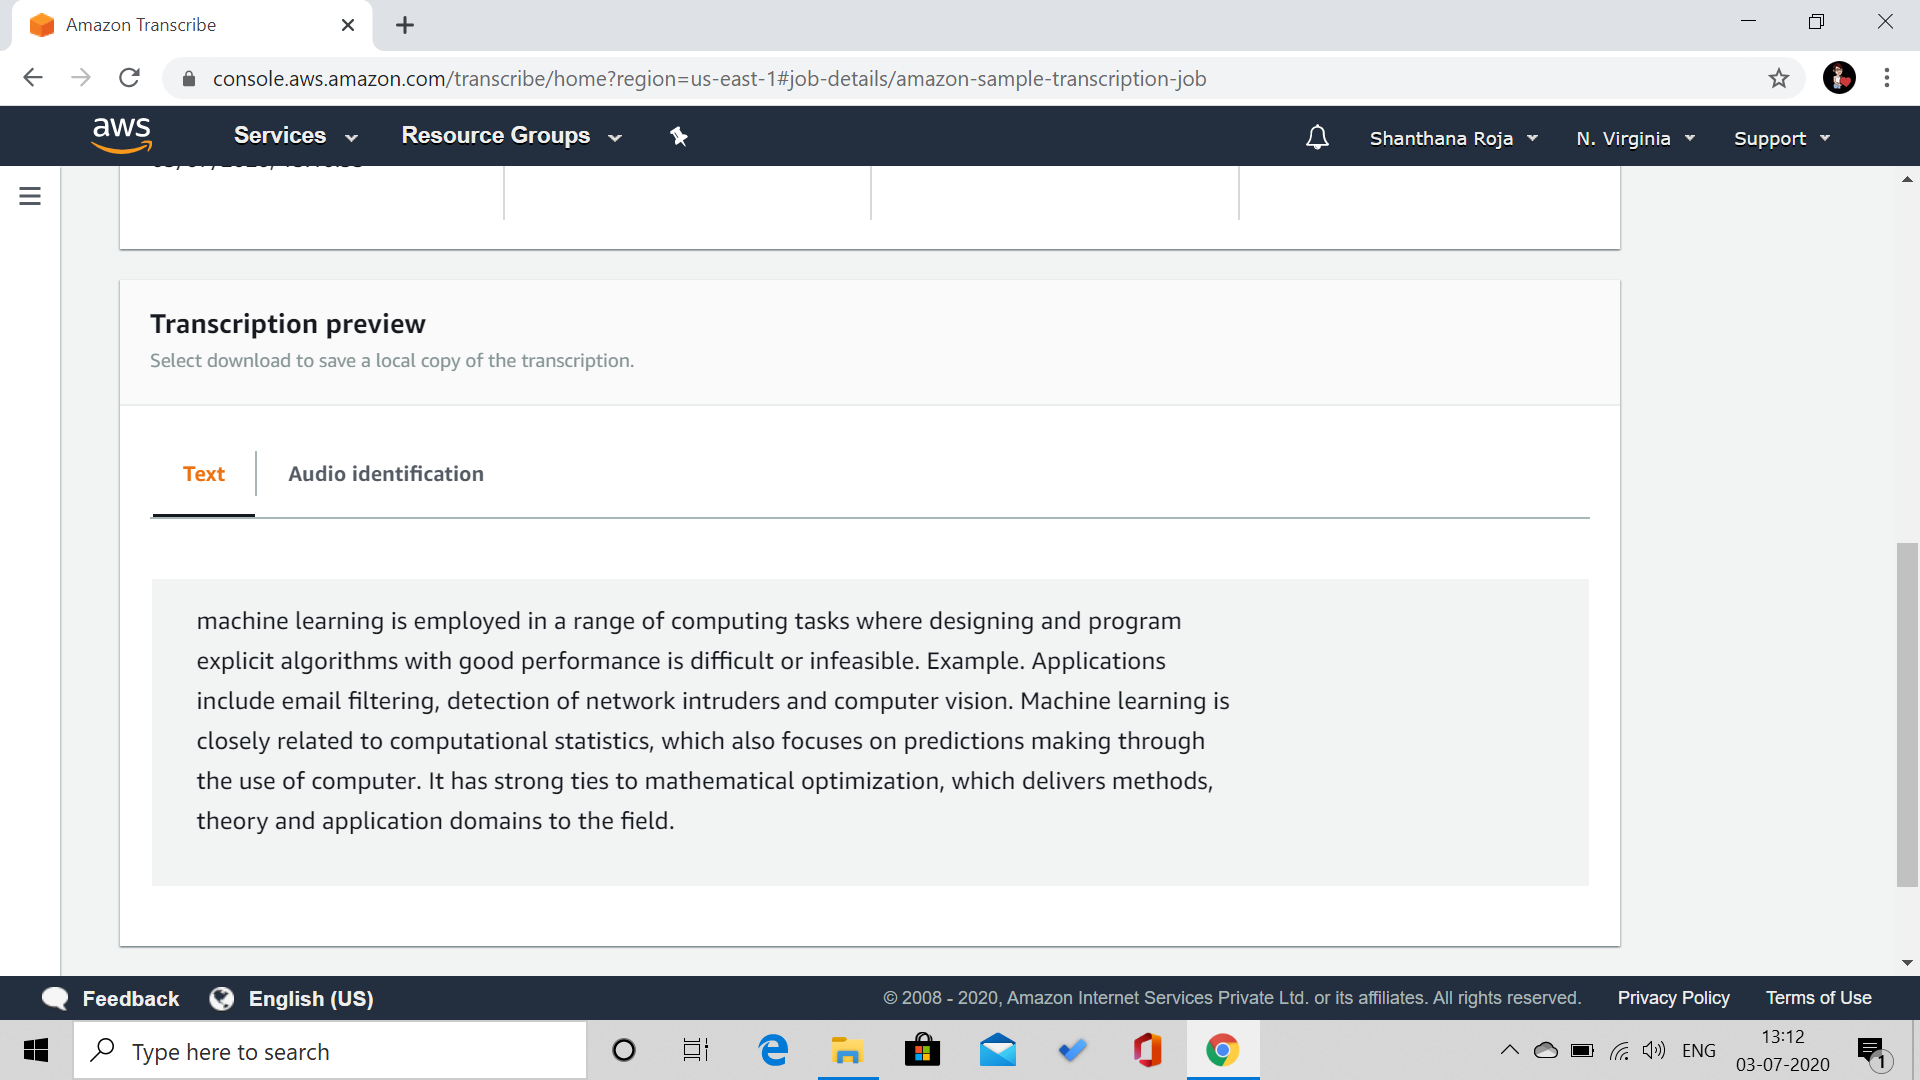 Amazon Transcribe
console.aws.amazon.com/transcribe/home?region=us-east-1#job-details/amazon-sample-transcription-job
aws Services Resource Groups Shanthana Roja N. Virginia Support
Transcription preview
Select download to save a local copy of the transcription.
Text Audio identification
machine learning is employed in a range of computing tasks where designing and program
explicit algorithms with good performance is difficult or infeasible. Example. Applications
include email filtering, detection of network intruders and computer vision. Machine learning is
closely related to computational statistics, which also focuses on predictions making through
the use of computer. It has strong ties to mathematical optimization, which delivers methods,
theory and application domains to the field.
Feedback English (US) © 2008 - 2020, Amazon Internet Services Private Ltd. or its affiliates. All rights reserved. Privacy Policy Terms of Use
Type here to search
ENG
13:12
03-07-2020
1